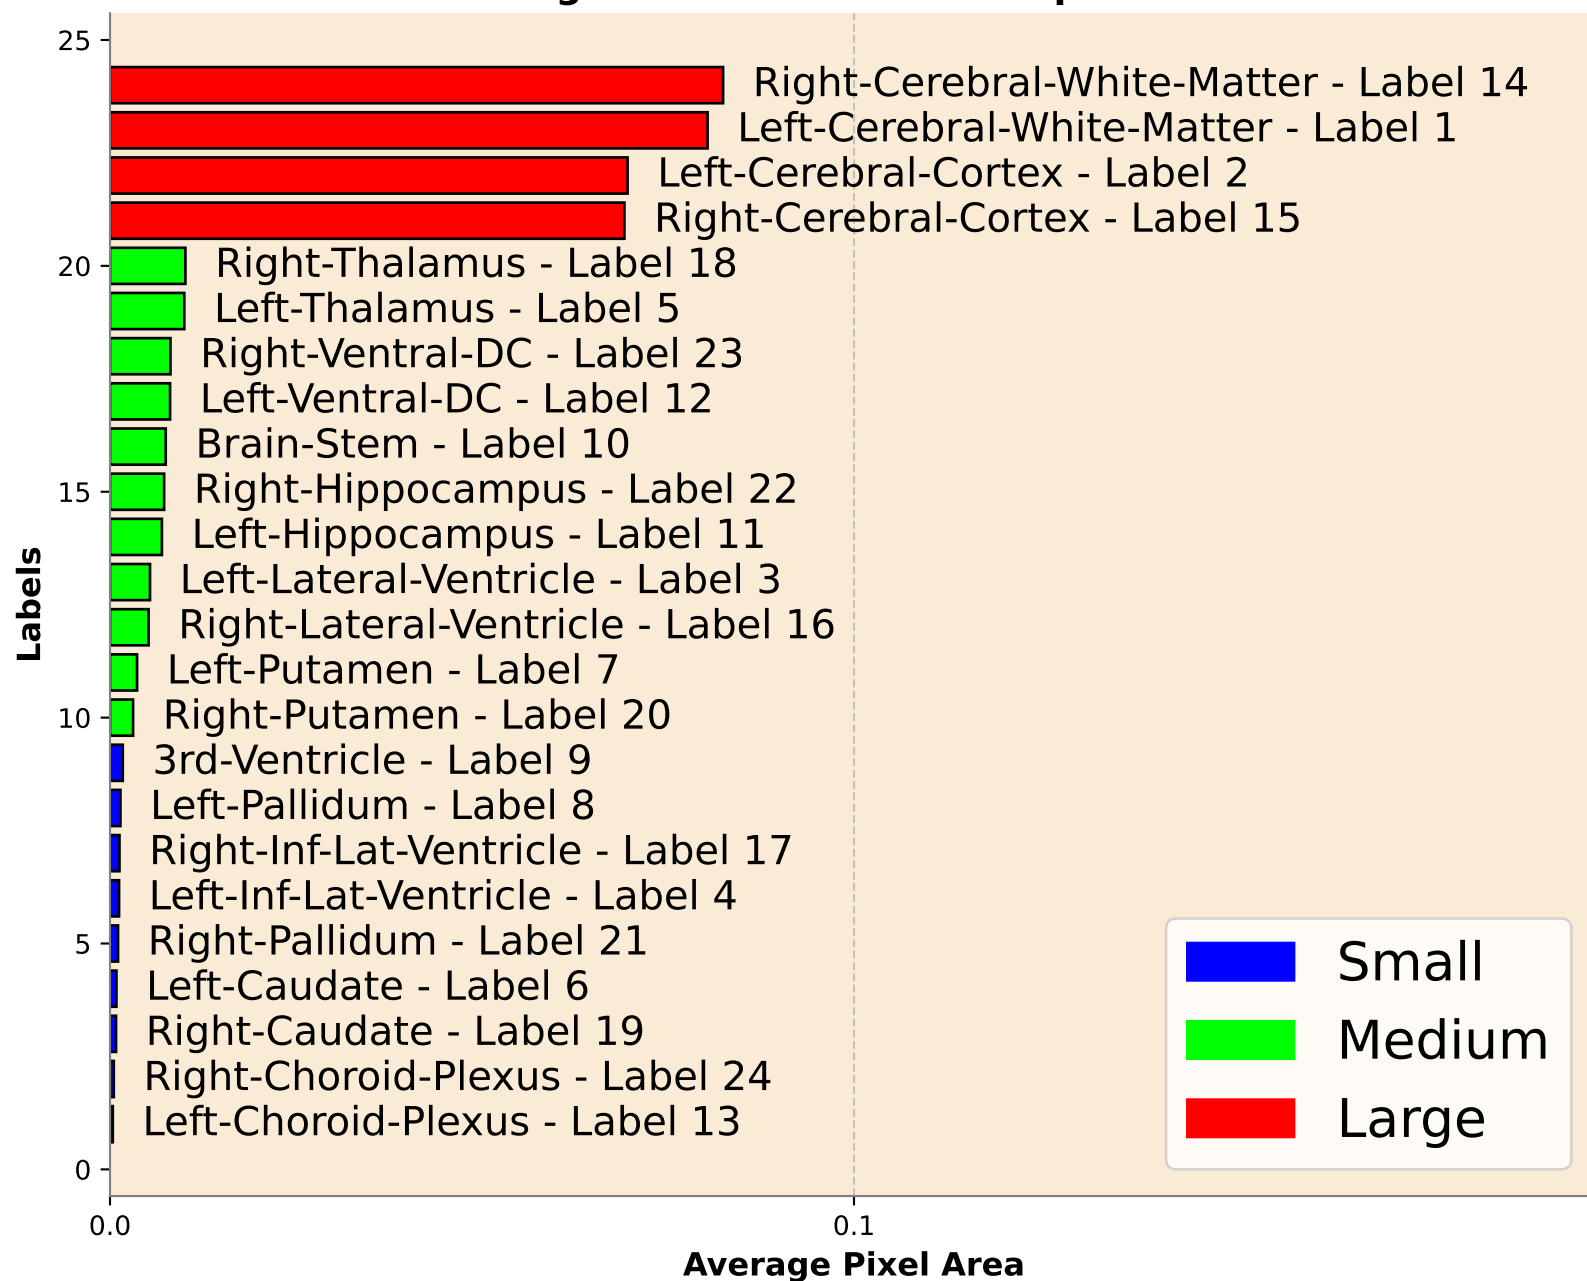 25
Right-Cerebral-White-Matter - Label 14
Left-Cerebral-White-Matter - Label 1
Left-Cerebral-Cortex - Label 2
Right-Cerebral-Cortex - Label 15
20
Right-Thalamus - Label 18
Left-Thalamus - Label 5
Right-Ventral-DC - Label 23
Left-Ventral-DC - Label 12
Brain-Stem - Label 10
15
Right-Hippocampus - Label 22
Left-Hippocampus - Label 11
Left-Lateral-Ventricle - Label 3
Right-Lateral-Ventricle - Label 16
Labels
Left-Putamen - Label 7
10
Right-Putamen - Label 20
3rd-Ventricle - Label 9
Left-Pallidum - Label 8
Right-Inf-Lat-Ventricle - Label 17
Left-Inf-Lat-Ventricle - Label 4
5
Right-Pallidum - Label 21
Left-Caudate - Label 6
Right-Caudate - Label 19
Right-Choroid-Plexus - Label 24
Left-Choroid-Plexus - Label 13
0
Small
Medium
Large
0.0
0.1
Average Pixel Area